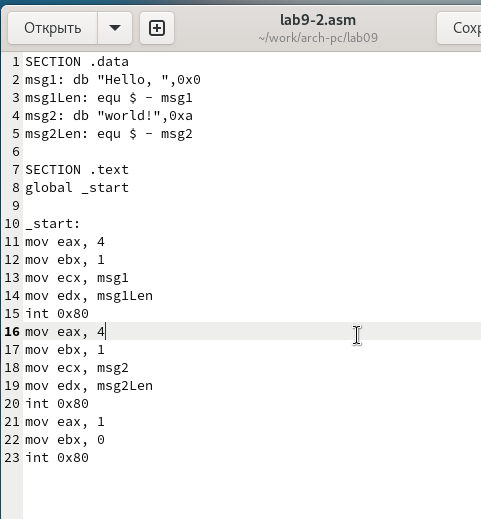 Открыть
lab9-2.asm
~/work/arch-pc/lab09
1 SECTION .data
2 msg1: db "Hello, ",0x0
3 msg1Len: equ $ - msg1
4 msg2: db "world!",0xa
5 msg2Len: equ $ - msg2
6
7 SECTION .text
8 global _start
9
10 _start:
11 mov eax, 4
12 mov ebx, 1
13 mov ecx, msg1
14 mov edx, msg1Len
15 int 0x80
16 mov eax, 4
17 mov ebx, 1
18 mov ecx, msg2
19 mov edx, msg2Len
20 int 0x80
21 mov eax, 1
22 mov ebx, 0
23 int 0x80